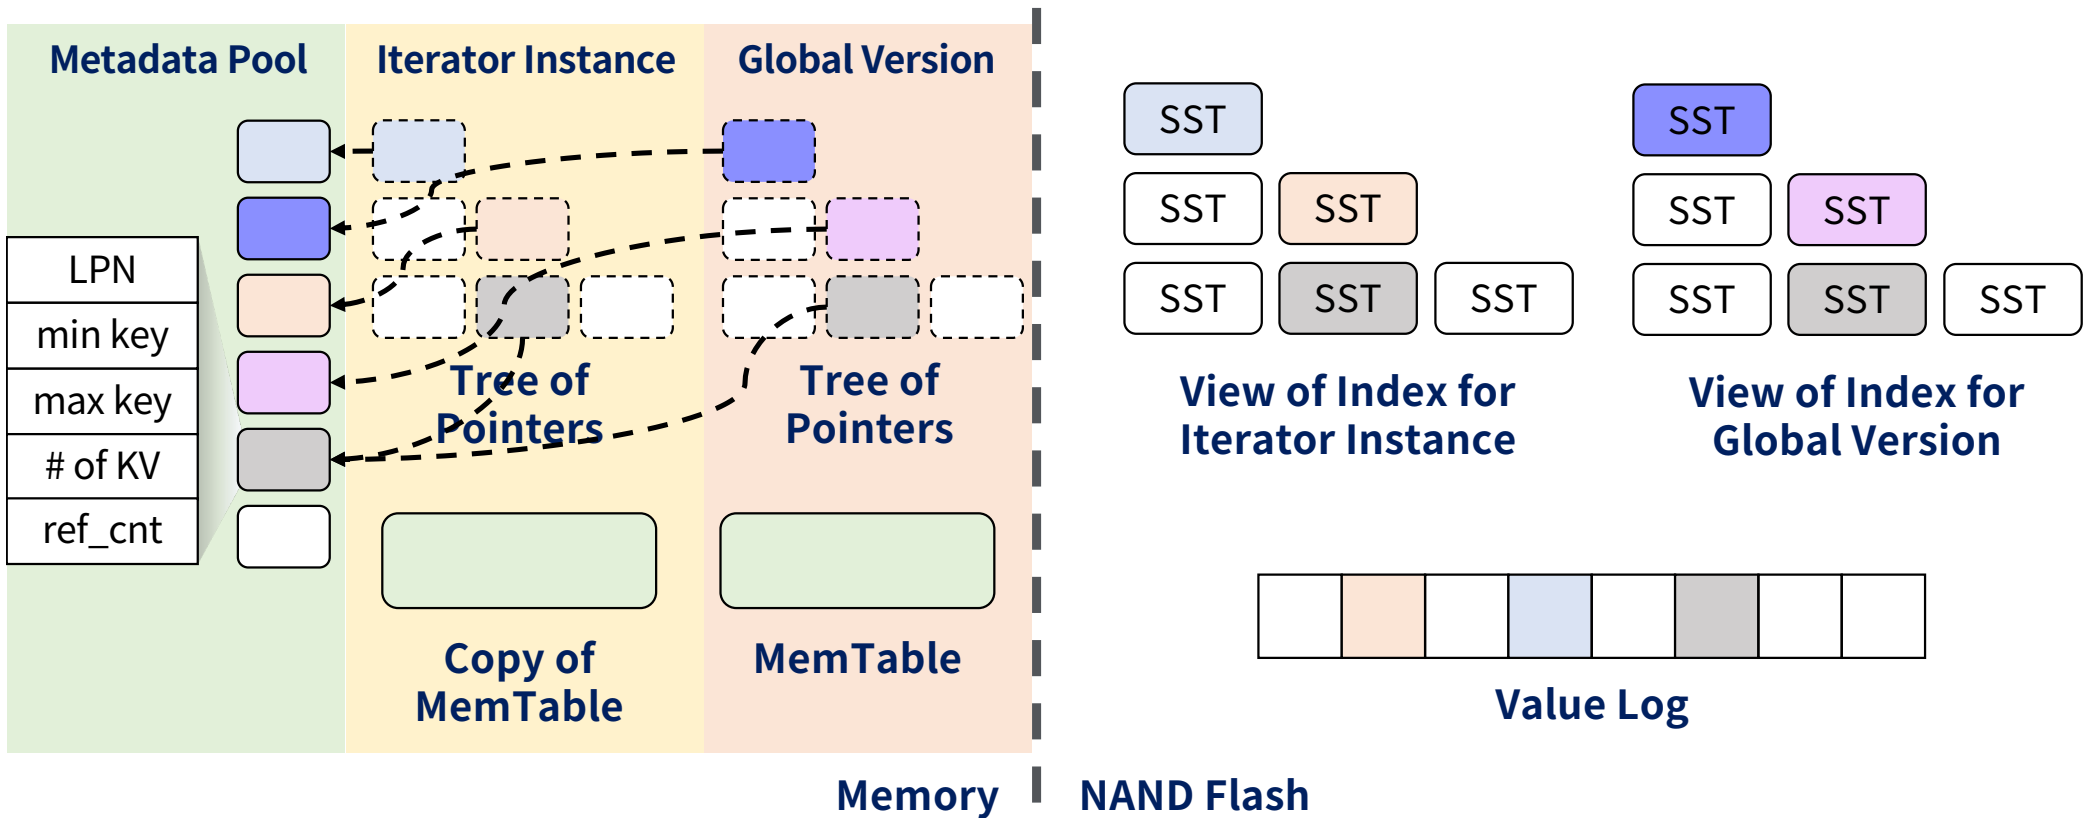 Metadata Pool
Iterator Instance
Global Version
LPN
min key
max key
# of KV
ref_cnt
Tree of
Pointers
Tree of
Pointers
Copy of
MemTable
MemTable
Memory
SST
SST
SST
SST
SST
SST
View of Index for
Iterator Instance
SST
SST
SST
SST
SST
SST
View of Index for
Global Version
Value Log
NAND Flash